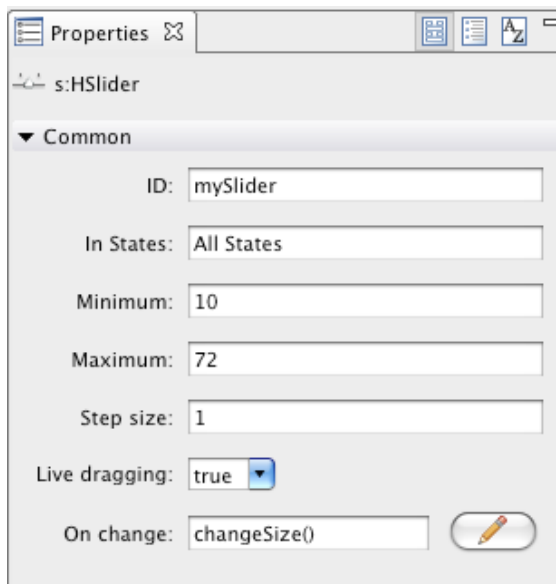 Properties
A
Z
s:HSlider
Common
ID: mySlider
In States: All States
Minimum: 10
Maximum: 72
Step size: 1
Live dragging: true
On change: changeSize()